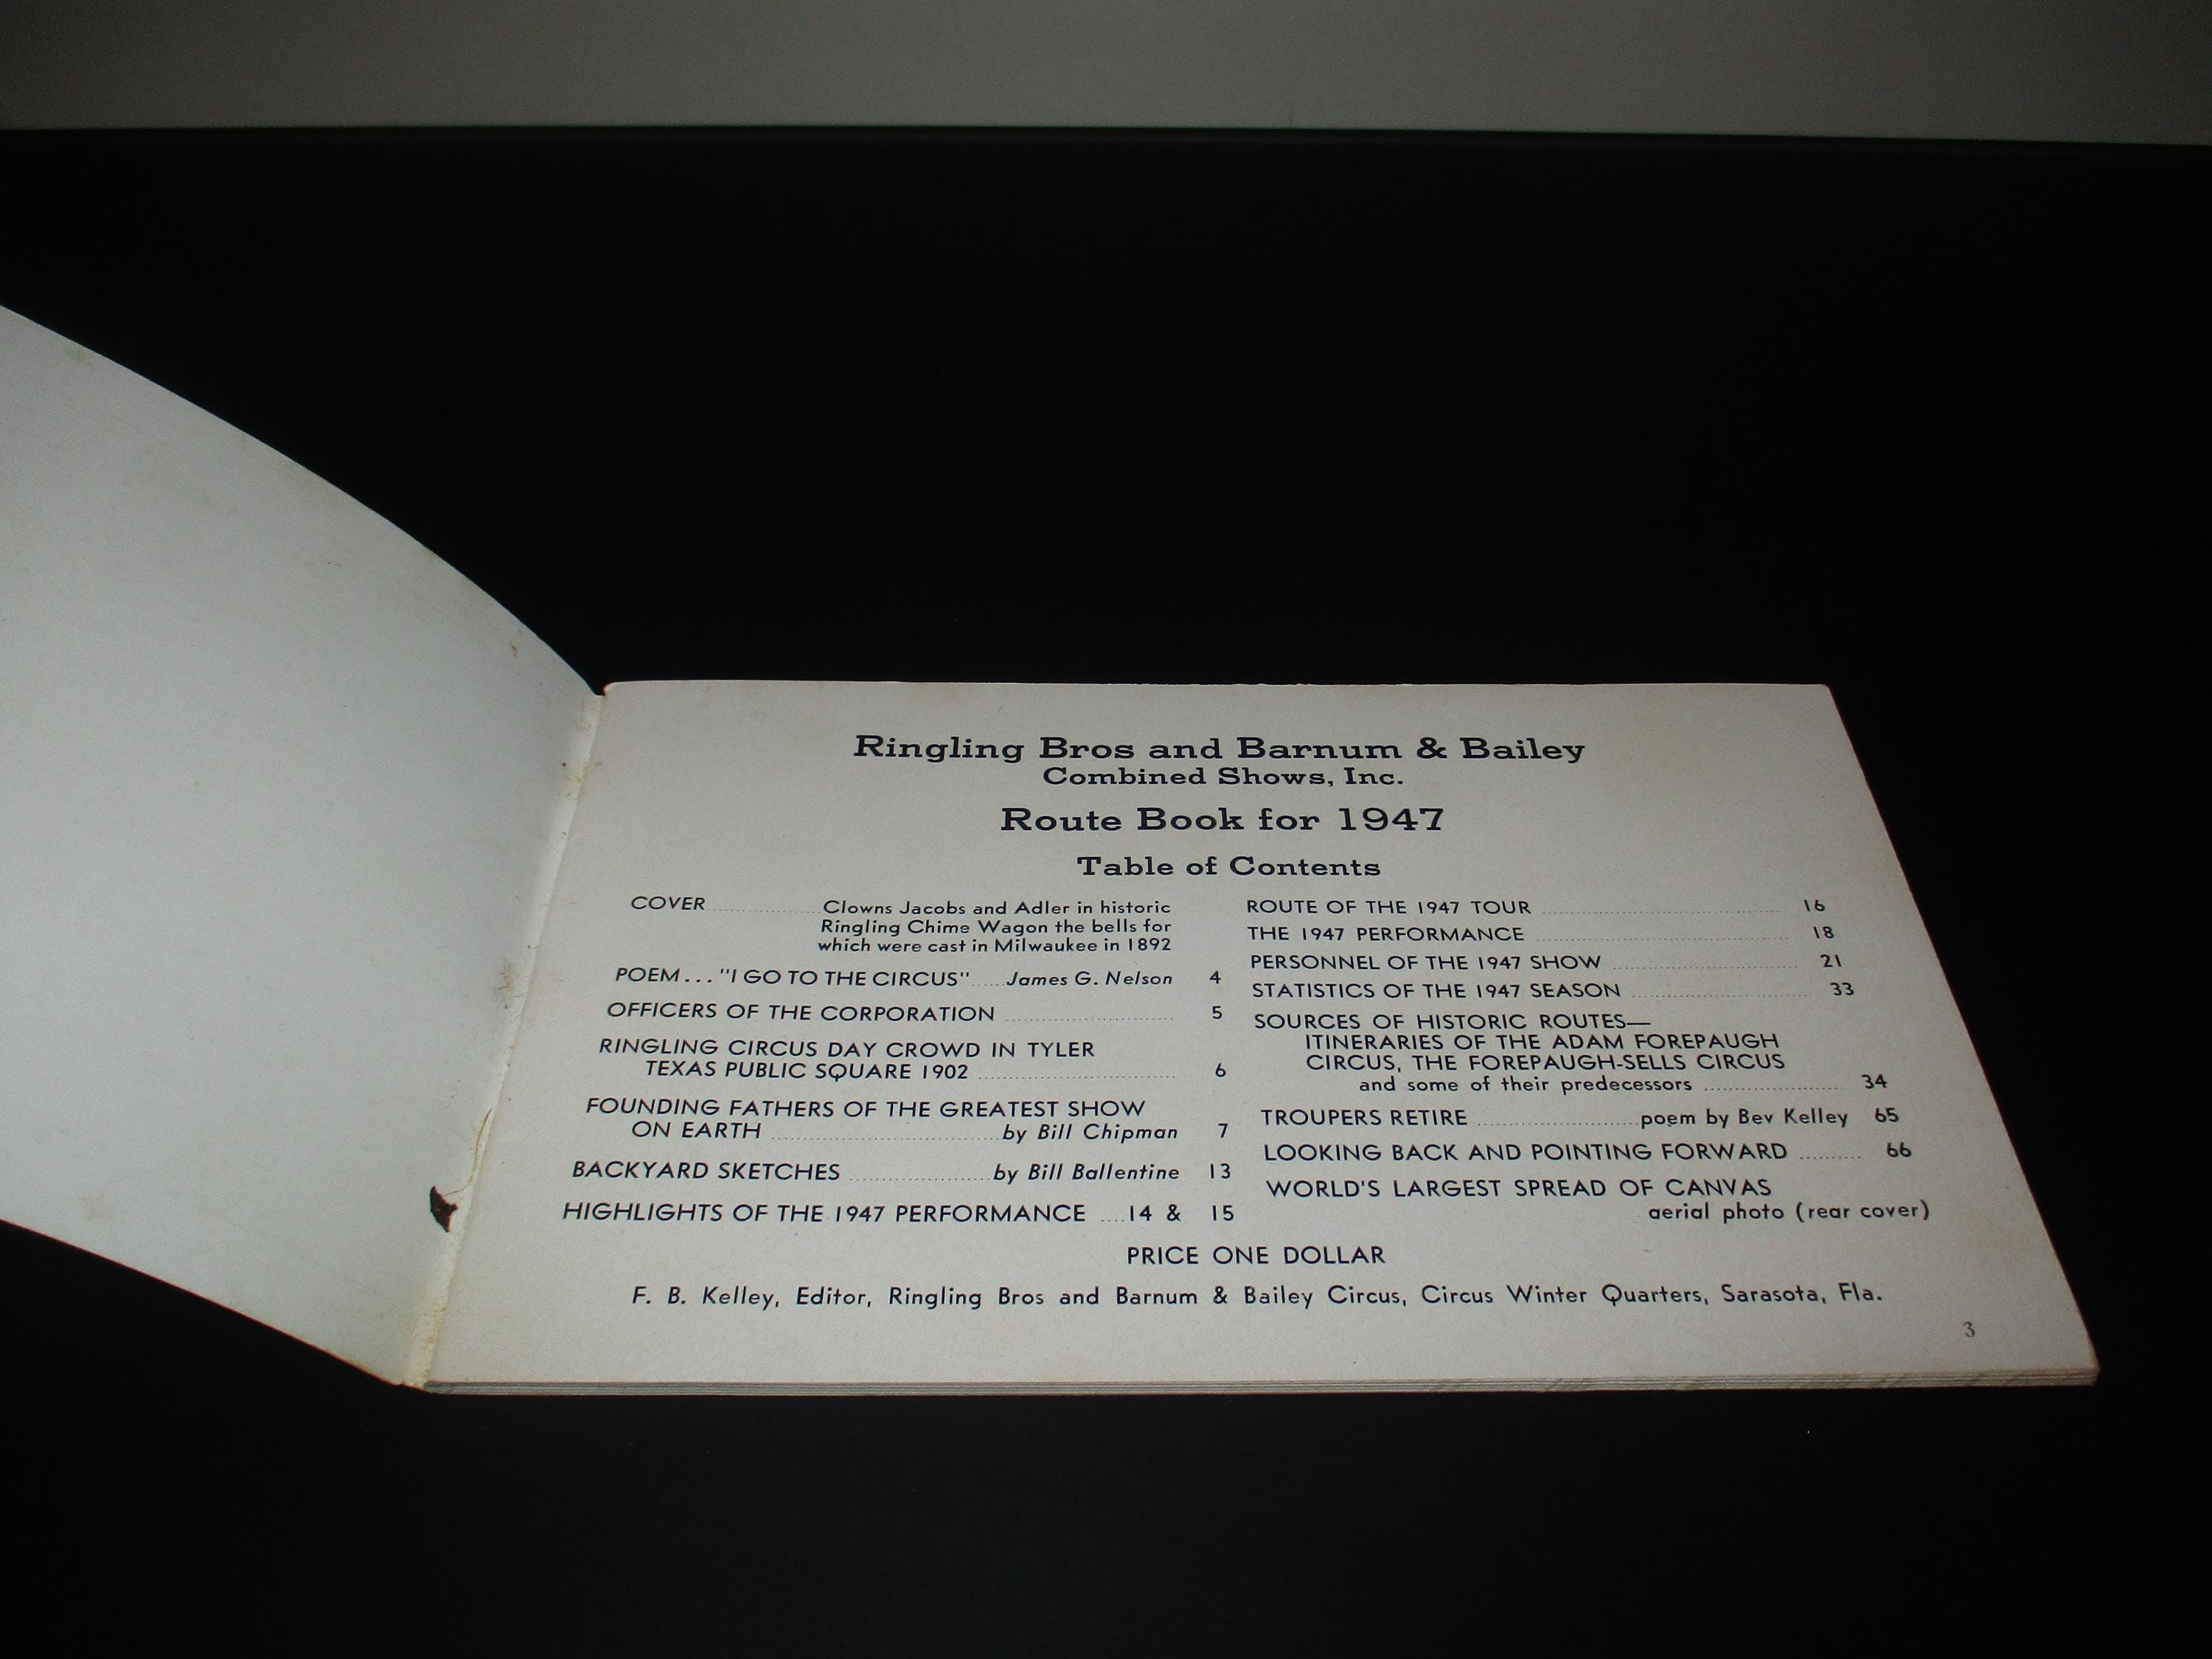 Ringling Bros and Barnum & Bailey
Combined Shows, Inc.
Route Book for 1947
Table of Contents
COVER ............ Clowns Jacobs and Adler in historic
Ringling Chime Wagon the bells for
which were cast in Milwaukee in 1892
POEM... "I GO TO THE CIRCUS" ...... James G. Nelson 4
OFFICERS OF THE CORPORATION ............ 5
RINGLING CIRCUS DAY CROWD IN TYLER
TEXAS PUBLIC SQUARE 1902 ............ 6
FOUNDING FATHERS OF THE GREATEST SHOW
ON EARTH ............ by Bill Chipman 7
BACKYARD SKETCHES ............ by Bill Ballentine 13
HIGHLIGHTS OF THE 1947 PERFORMANCE .... 14 & 15
ROUTE OF THE 1947 TOUR ............ 16
THE 1947 PERFORMANCE ............ 18
PERSONNEL OF THE 1947 SHOW ............ 21
STATISTICS OF THE 1947 SEASON ............ 33
SOURCES OF HISTORIC ROUTES—
ITINERARIES OF THE ADAM FOREPAUGH
CIRCUS, THE FOREPAUGH-SELLS CIRCUS
and some of their predecessors ............ 34
TROUPERS RETIRE ............ poem by Bev Kelley 65
LOOKING BACK AND POINTING FORWARD .......... 66
WORLD'S LARGEST SPREAD OF CANVAS
aerial photo (rear cover)
PRICE ONE DOLLAR
F. B. Kelley, Editor, Ringling Bros and Barnum & Bailey Circus, Circus Winter Quarters, Sarasota, Fla.
3